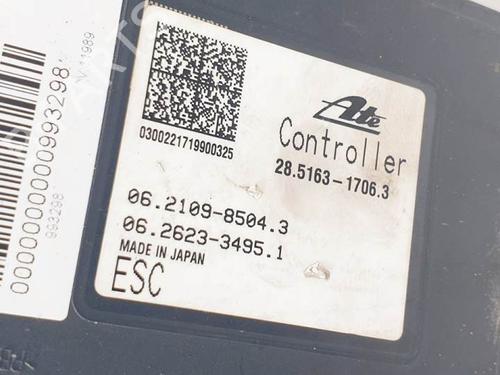 Ate
Controller
0300221719900325
28.5163-1706.3
06.2109-8504.3
06.2623-3495.1
MADE IN JAPAN
ESC
993298
V 11989